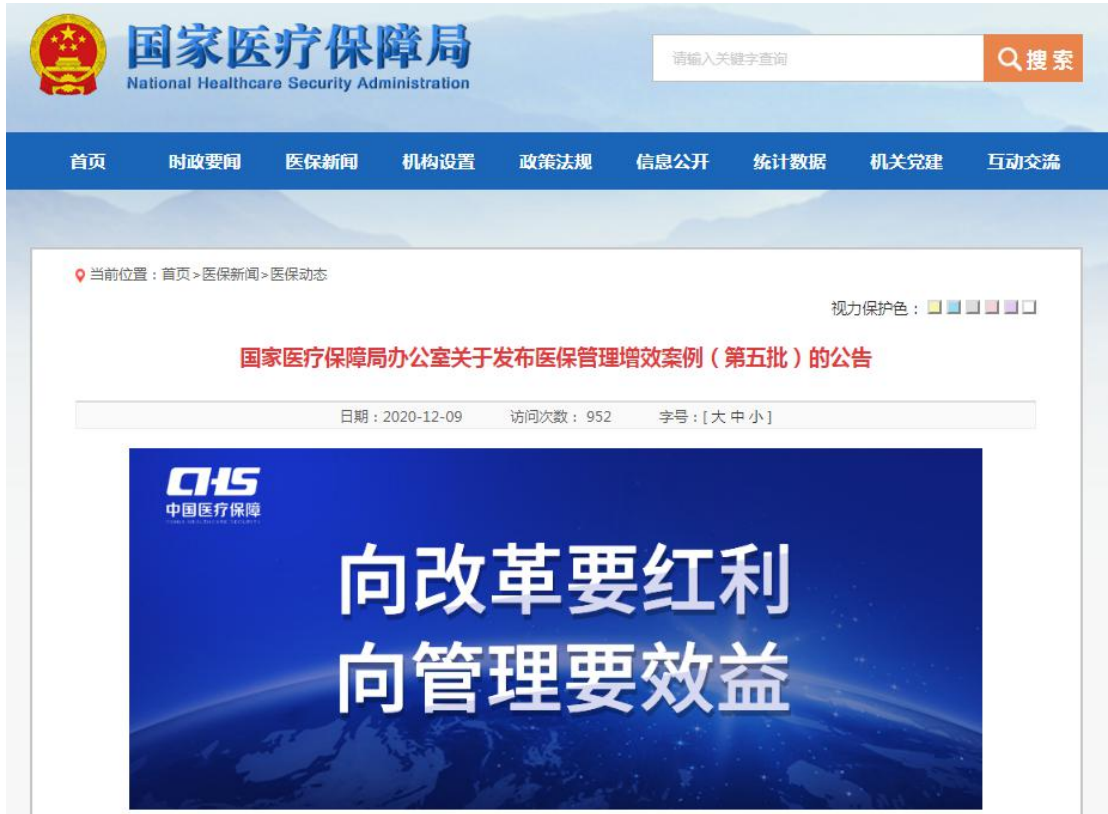 国家医疗保障局
National Healthcare Security Administration
请输入关键字查询
搜索
首页 时政要闻 医保新闻 机构设置 政策法规 信息公开 统计数据 机关党建 互动交流
当前位置：首页>医保新闻>医保动态
视力保护色：
国家医疗保障局办公室关于发布医保管理增效案例（第五批）的公告
日期：2020-12-09 访问次数： 952 字号：[ 大 中 小 ]
CHS
中国医疗保障
CHINA HEALTHCARE SECURITY
向改革要红利
向管理要效益